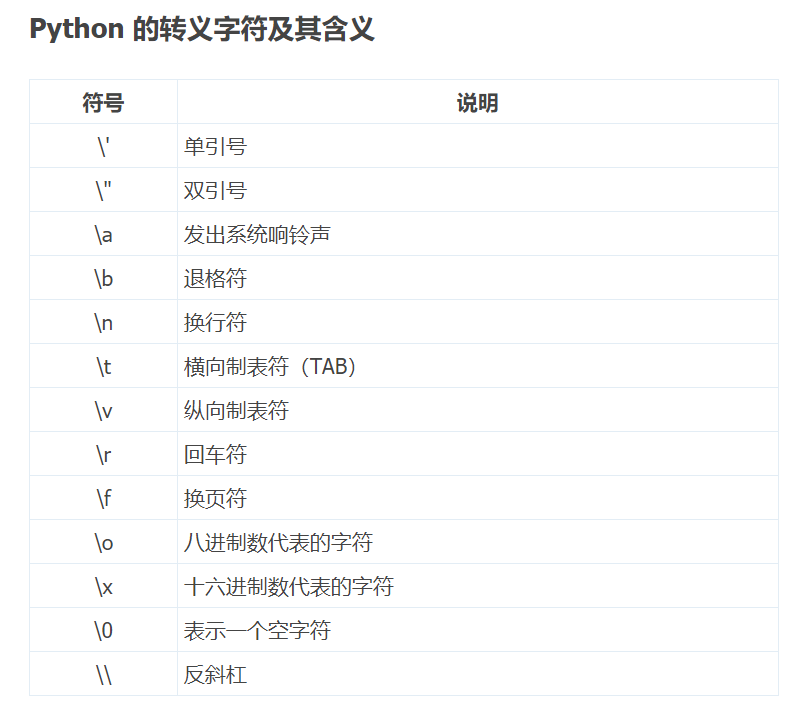 Python 的转义字符及其含义
符号 说明
\' 单引号
\" 双引号
\a 发出系统响铃声
\b 退格符
\n 换行符
\t 横向制表符（TAB）
\v 纵向制表符
\r 回车符
\f 换页符
\o 八进制数代表的字符
\x 十六进制数代表的字符
\0 表示一个空字符
\\ 反斜杠